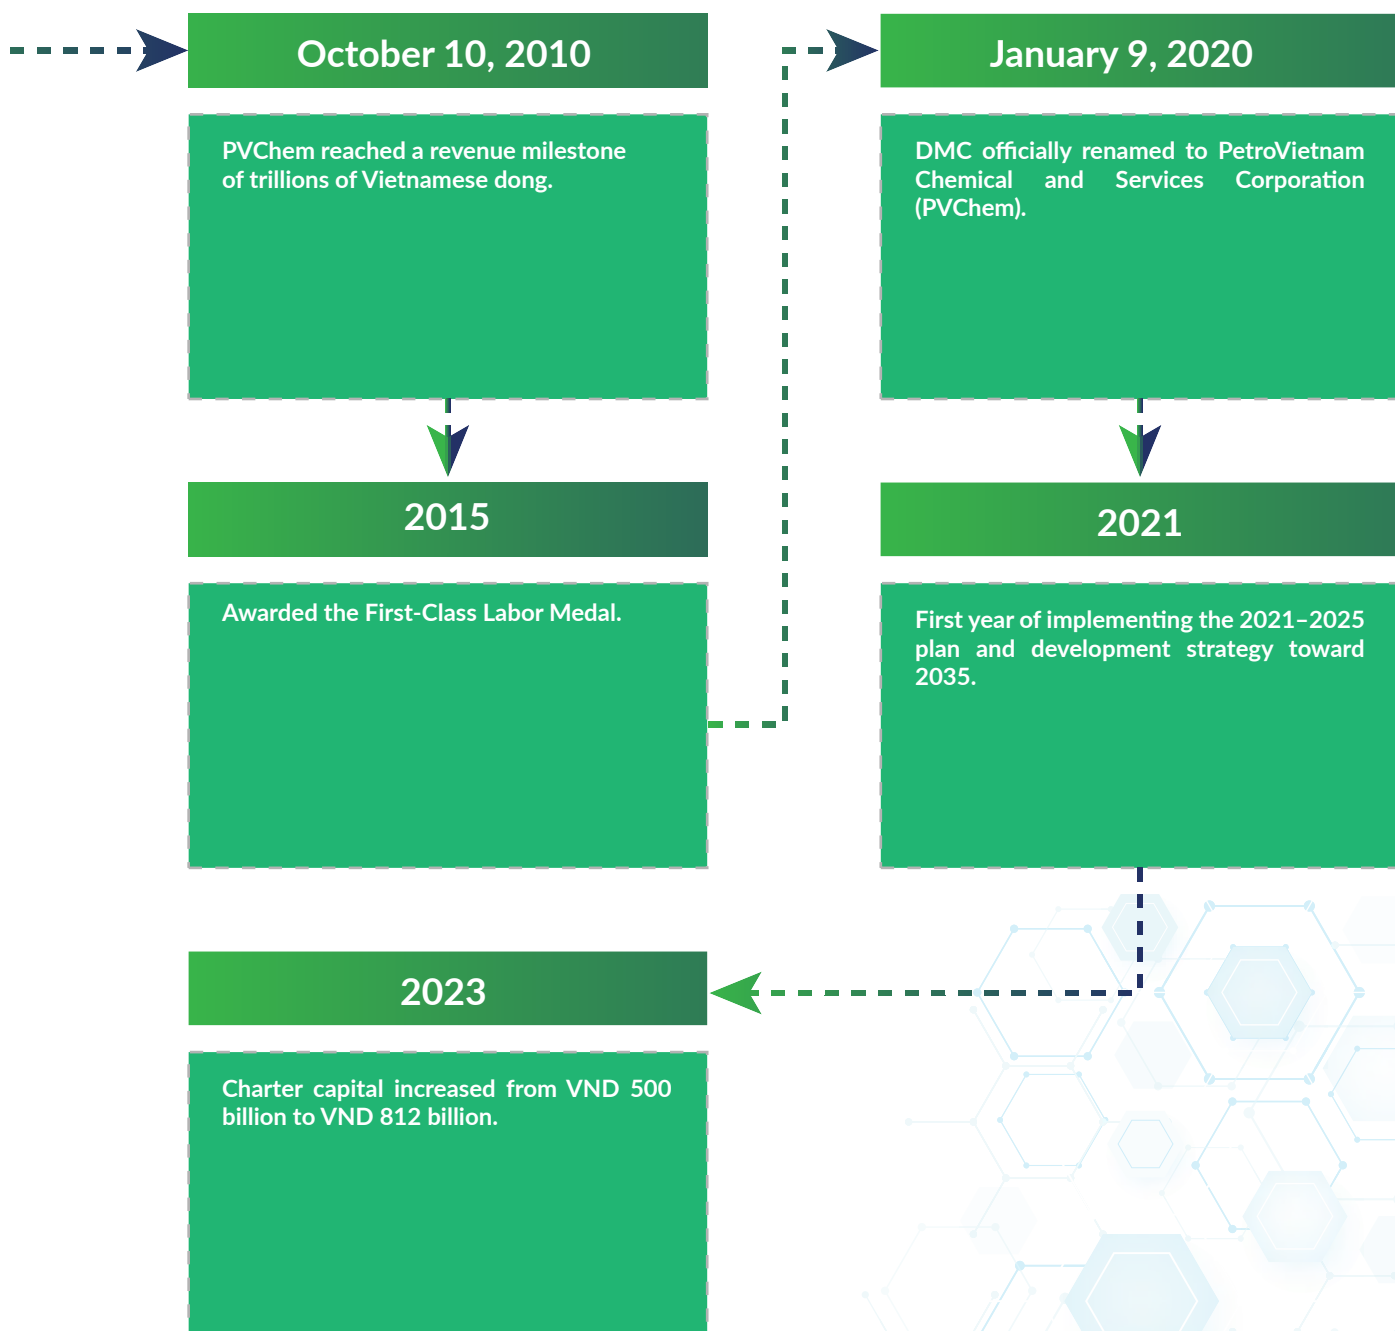 October 10, 2010
PVChem reached a revenue milestone
of trillions of Vietnamese dong.
2015
Awarded the First-Class Labor Medal.
January 9, 2020
DMC officially renamed to PetroVietnam
Chemical and Services Corporation
(PVChem).
2021
First year of implementing the 2021–2025
plan and development strategy toward
2035.
2023
Charter capital increased from VND 500
billion to VND 812 billion.